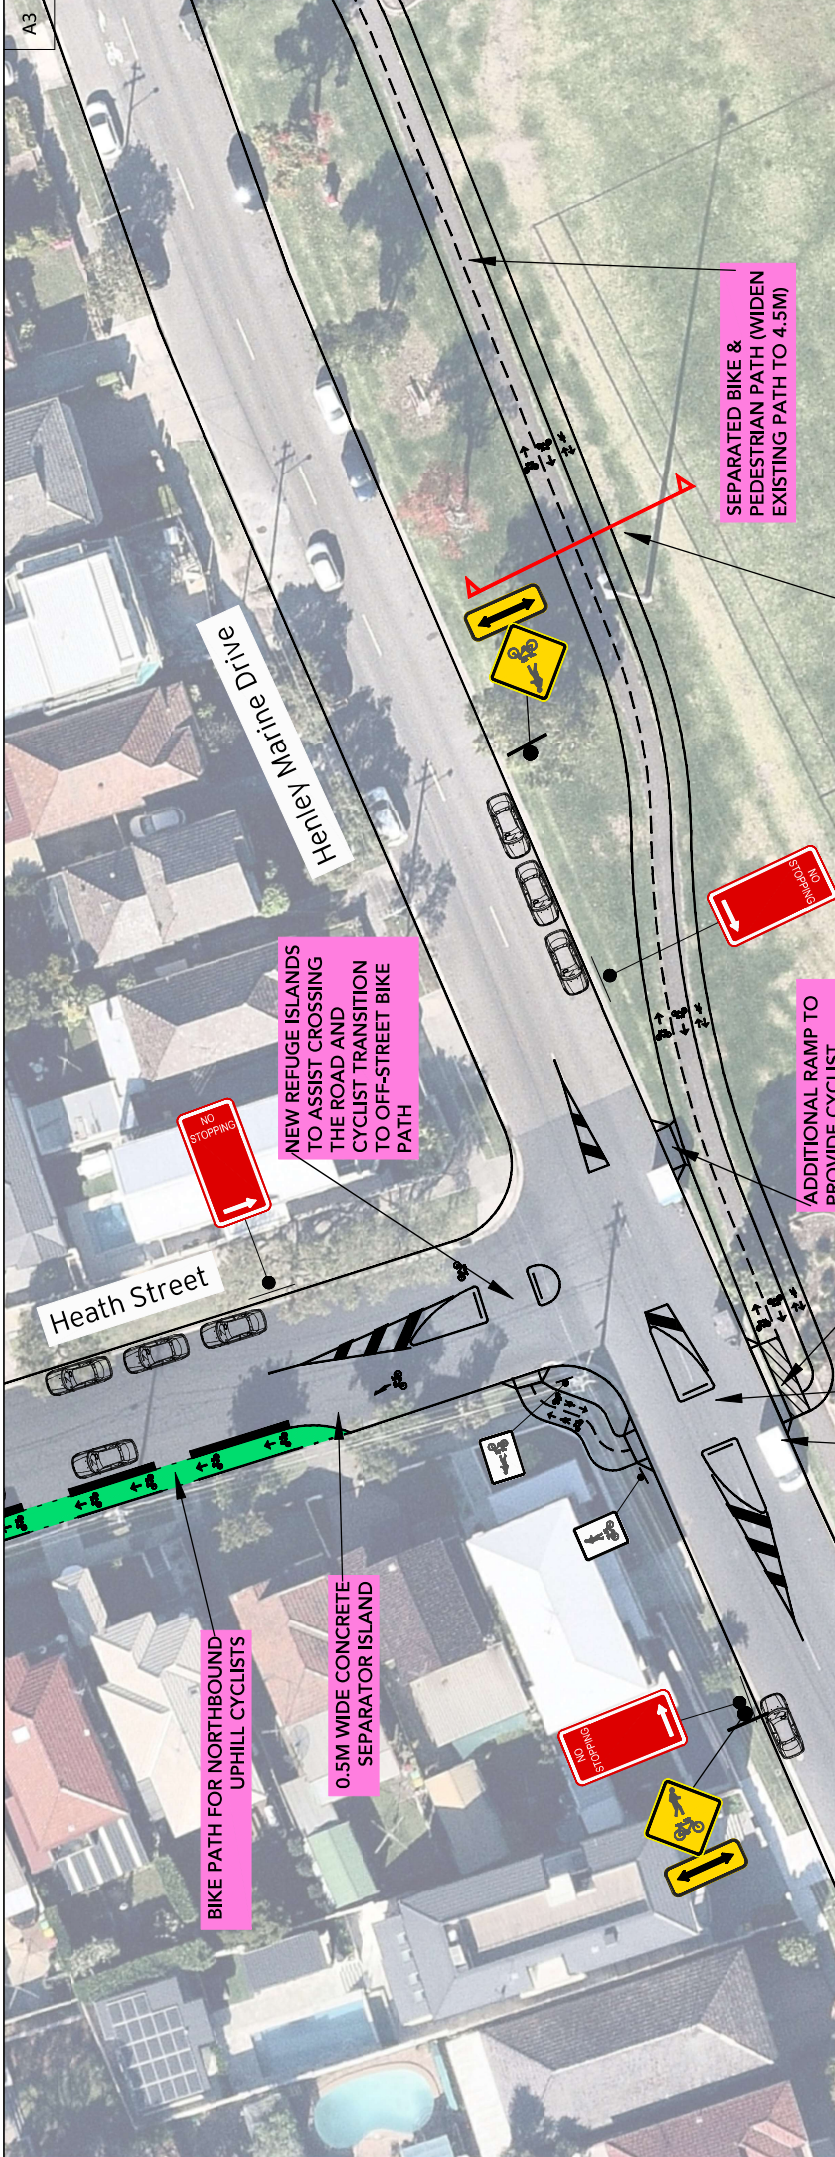 A3
SEPARATED BIKE &
PEDESTRIAN PATH (WIDEN
EXISTING PATH TO 4.5M)
Henley Marine Drive
NO
STOPPING
NEW REFUGE ISLANDS
TO ASSIST CROSSING
THE ROAD AND
CYCLIST TRANSITION
TO OFF-STREET BIKE
PATH
NO
STOPPING
ADDITIONAL RAMP TO
PROVIDE CYCLIST
Heath Street
0.5M WIDE CONCRETE
SEPARATOR ISLAND
BIKE PATH FOR NORTHBOUND
UPHILL CYCLISTS
NO
STOPPING